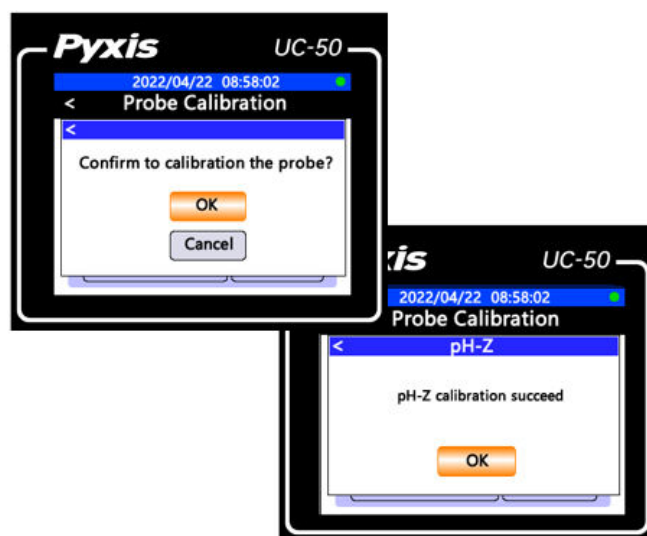 Pyxis UC-50
2022/04/22 08:58:02
< Probe Calibration
<
Confirm to calibration the probe?
OK
Cancel
xis UC-50
2022/04/22 08:58:02
Probe Calibration
< pH-Z
pH-Z calibration succeed
OK